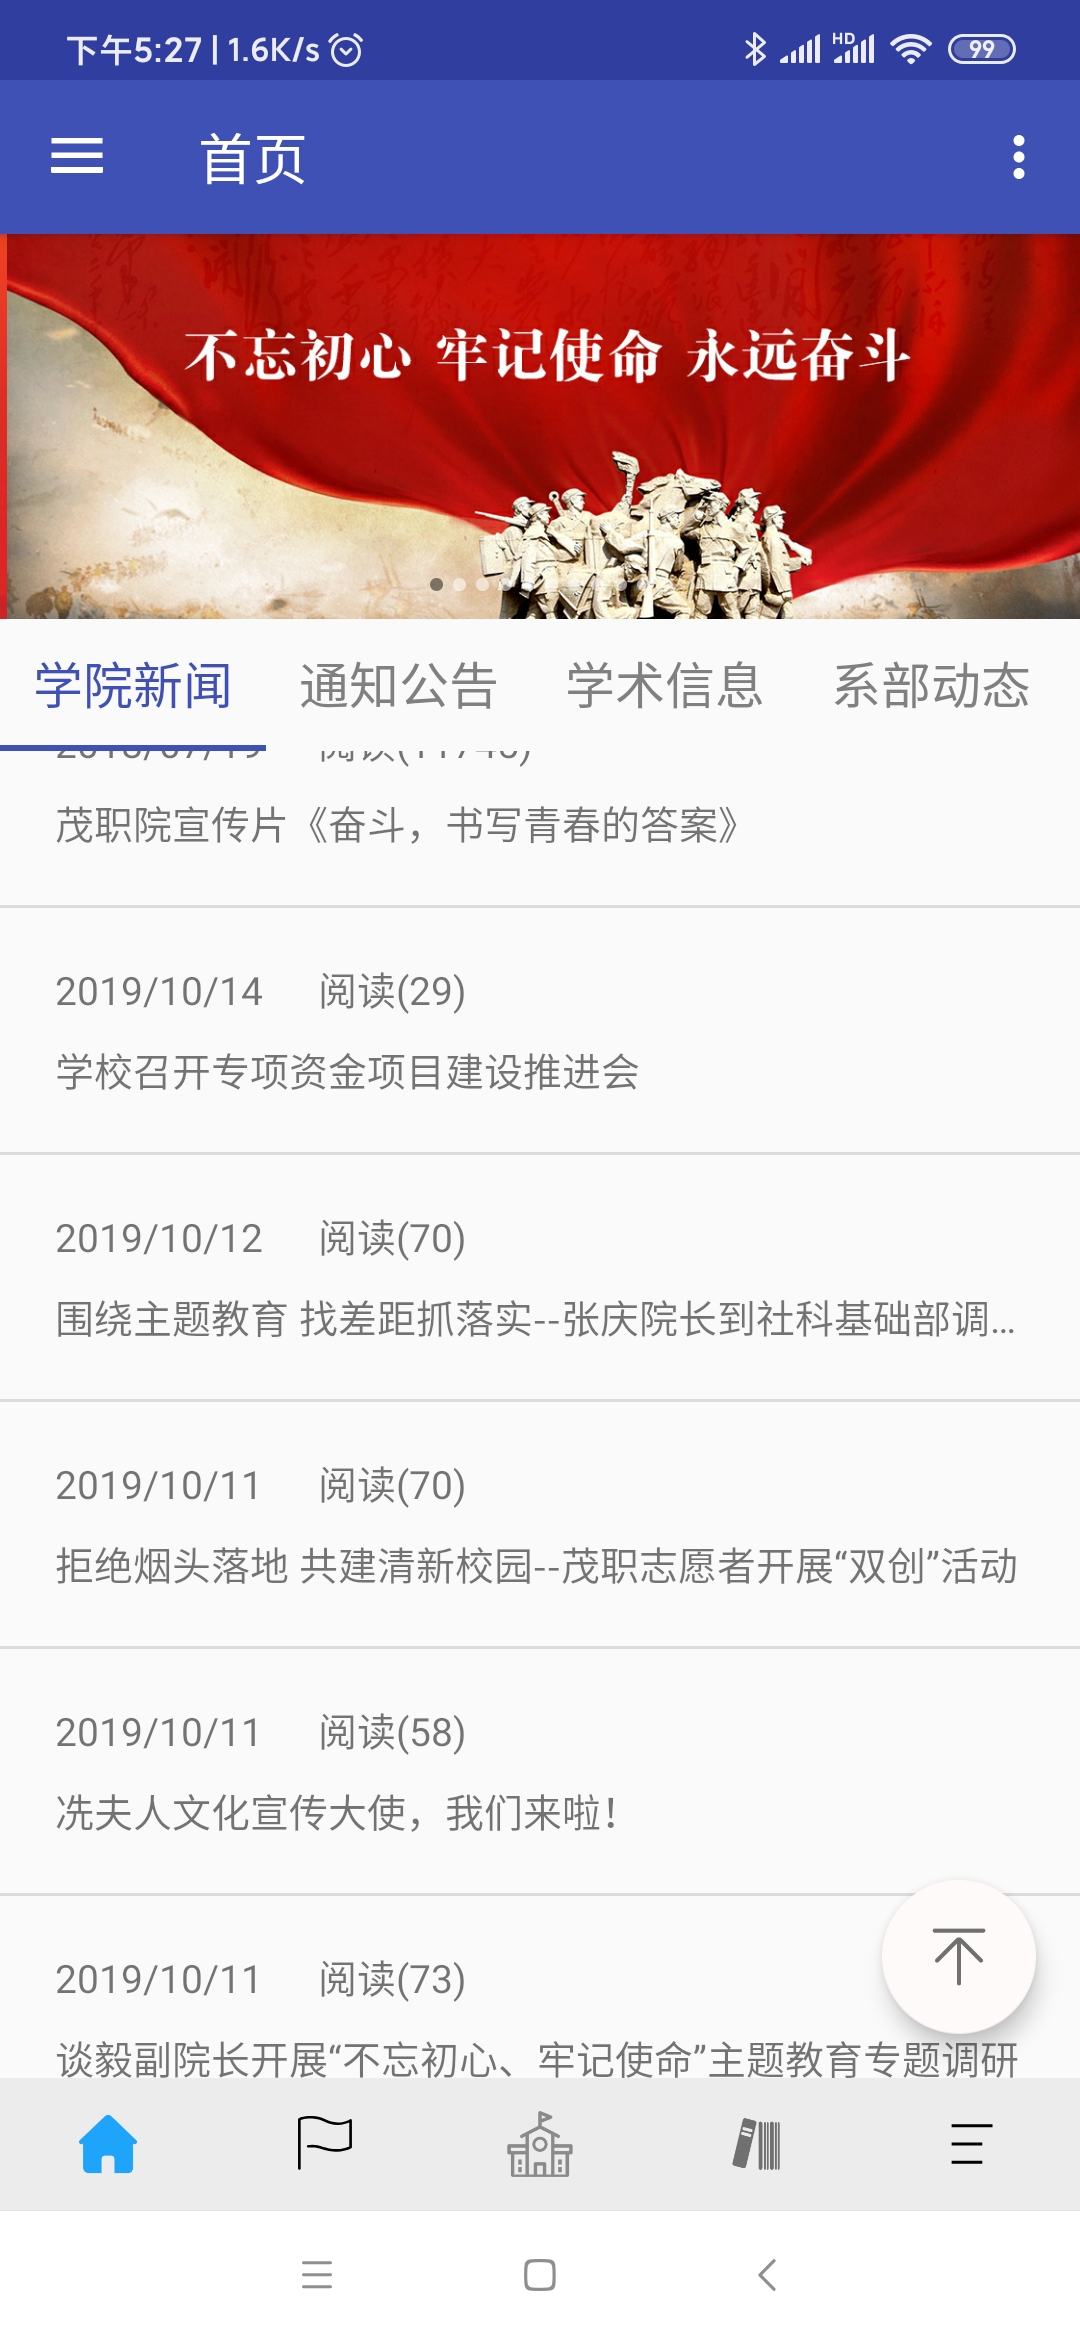 下午5:27 | 1.6K/s
HD
99
首页
不忘初心 牢记使命 永远奋斗
学院新闻 通知公告 学术信息 系部动态
茂职院宣传片《奋斗，书写青春的答案》
2019/10/14 阅读(29)
学校召开专项资金项目建设推进会
2019/10/12 阅读(70)
围绕主题教育 找差距抓落实--张庆院长到社科基础部调...
2019/10/11 阅读(70)
拒绝烟头落地 共建清新校园--茂职志愿者开展“双创”活动
2019/10/11 阅读(58)
冼夫人文化宣传大使，我们来啦！
2019/10/11 阅读(73)
谈毅副院长开展“不忘初心、牢记使命”主题教育专题调研